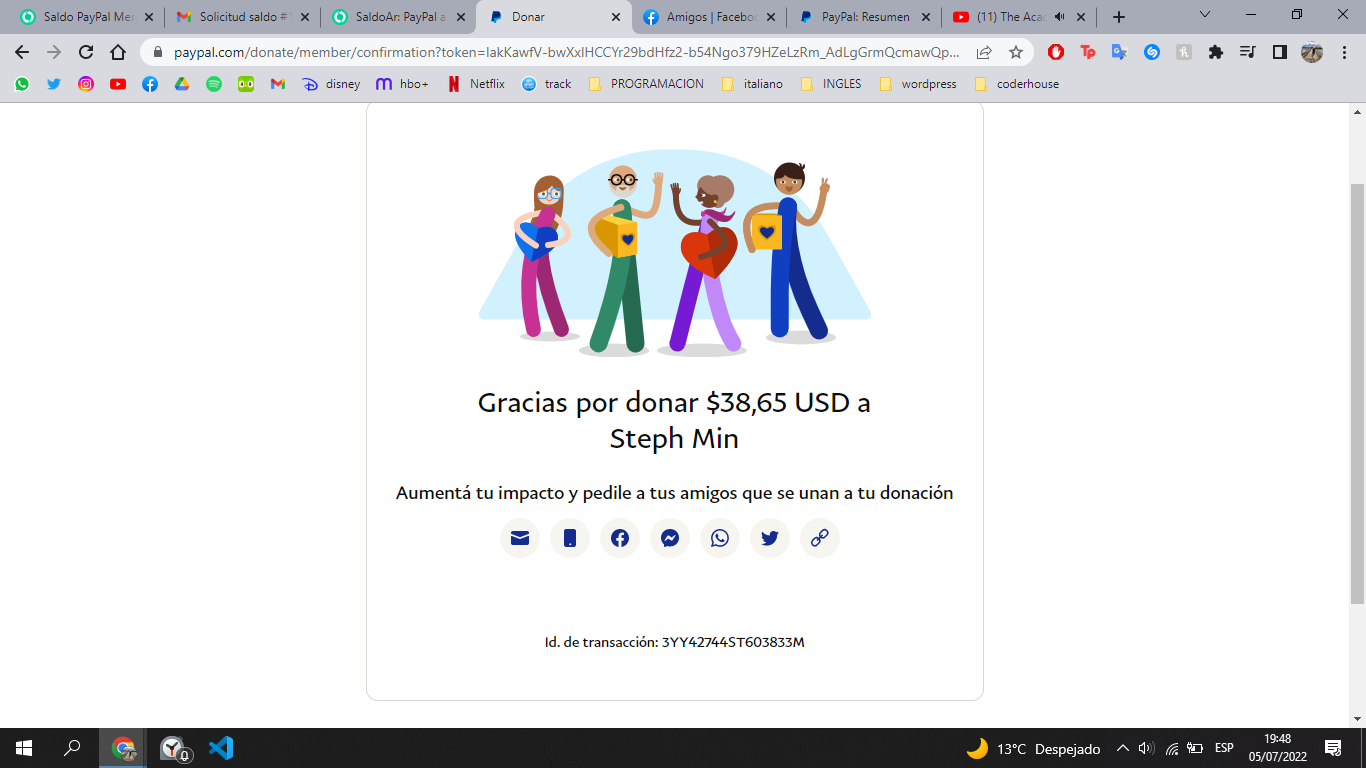 Saldo PayPal Mer
Solicitud saldo #
SaldoAr: PayPal a
Donar
Amigos | Facebo
PayPal: Resumen
(11) The Aca
paypal.com/donate/member/confirmation?token=IakKawfV-bwXxlHCCYr29bdHfz2-b54Ngo379HZeLzRm_AdLgGrmQcmawQp...
disney
hbo+
Netflix
track
PROGRAMACION
italiano
INGLES
wordpress
coderhouse
Gracias por donar $38,65 USD a
Steph Min
Aumentá tu impacto y pedile a tus amigos que se unan a tu donación
Id. de transacción: 3YY42744ST603833M
13°C Despejado
ESP
19:48
05/07/2022